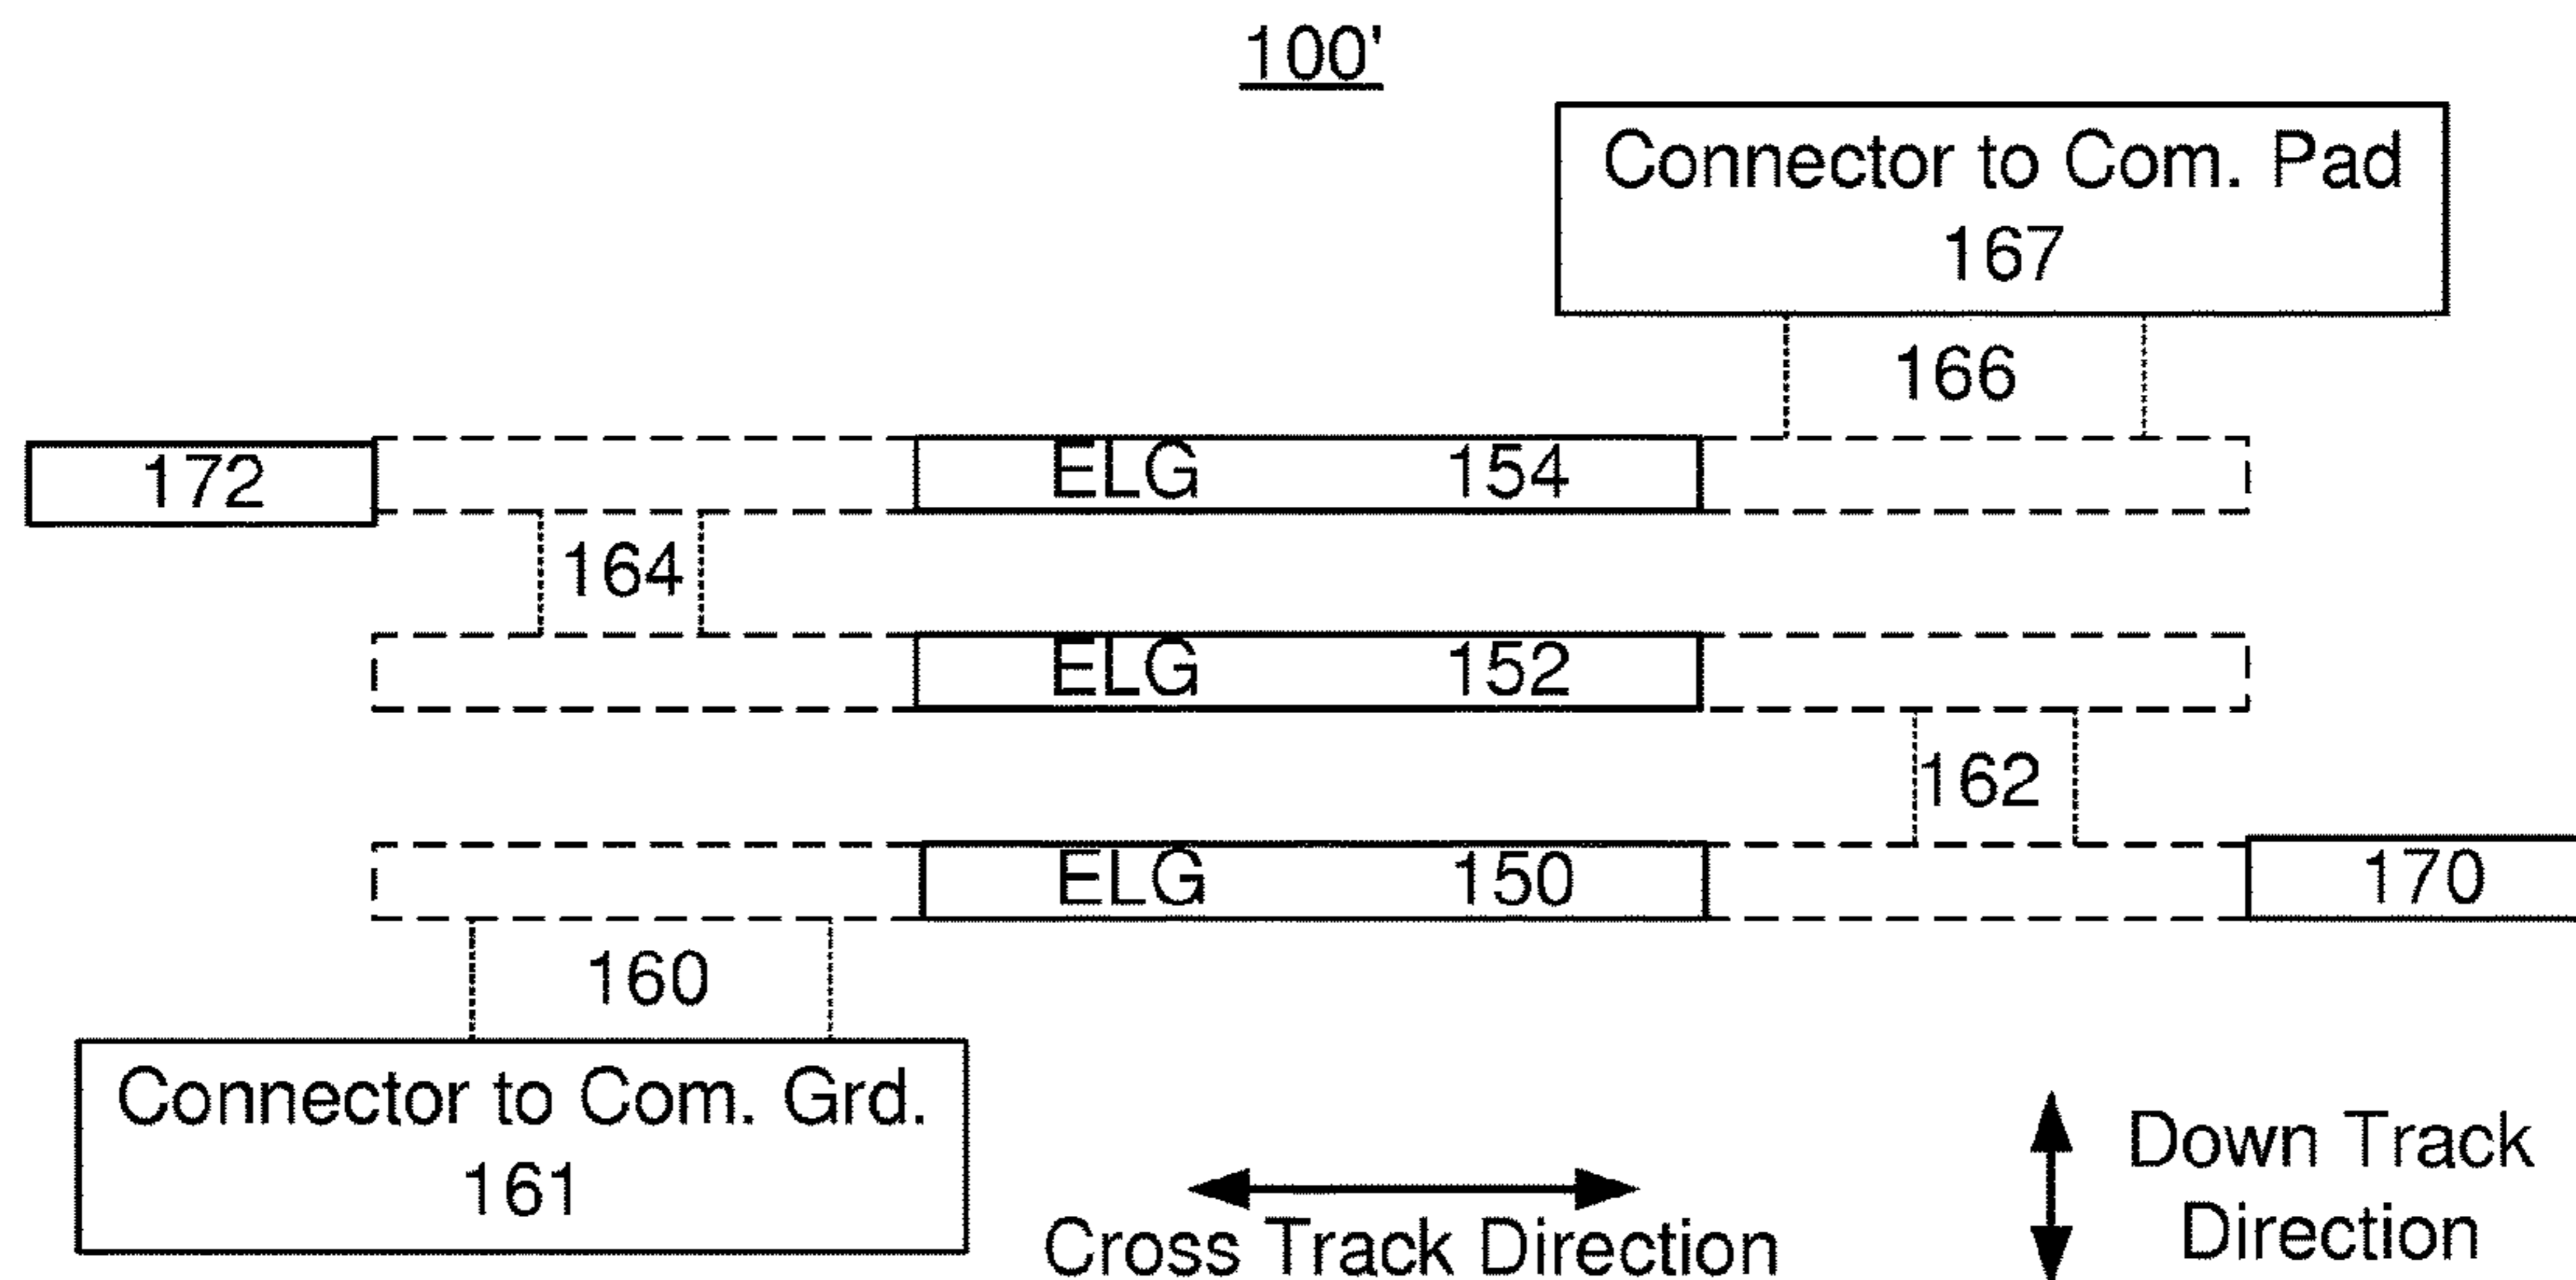 100'
Connector to Com. Pad
167
166
172
ELG 154
164
ELG 152
162
ELG 150
170
160
Connector to Com. Grd.
161
Cross Track Direction
Down Track
Direction